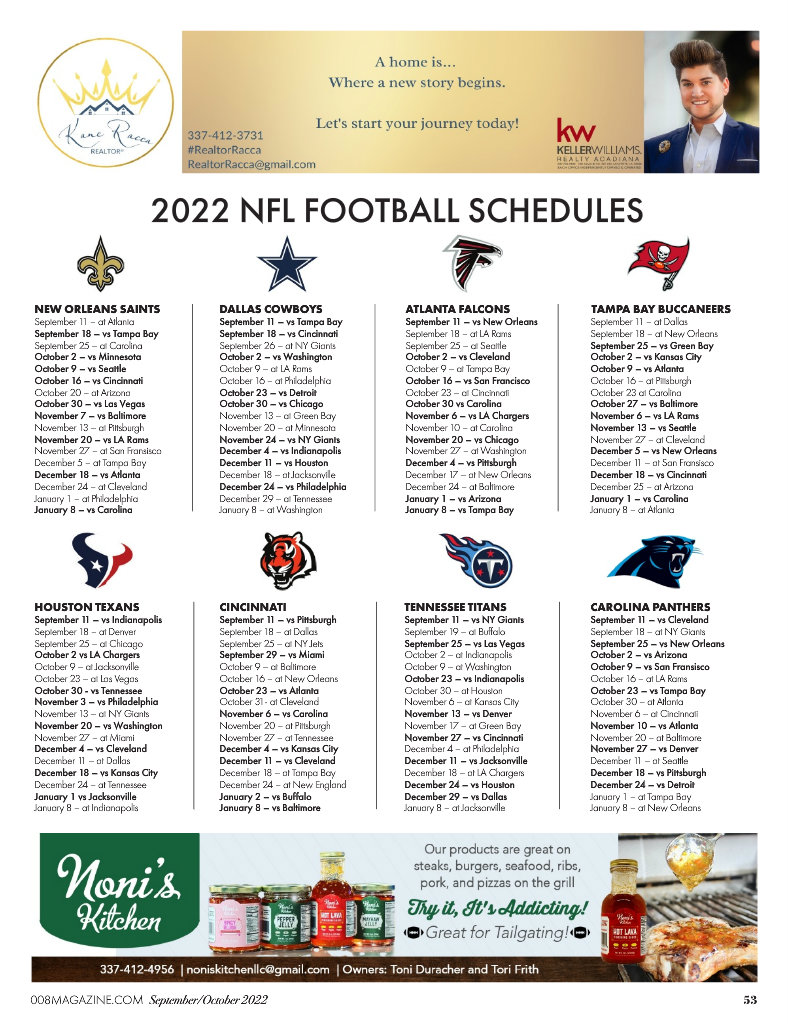 Kane Racca
REALTOR®
A home is...
Where a new story begins.
Let's start your journey today!
337-412-3731
#RealtorRacca
RealtorRacca@gmail.com
kw
KELLERWILLIAMS.
REALTY ACADIANA
2022 NFL FOOTBALL SCHEDULES
NEW ORLEANS SAINTS
September 11 – at Atlanta
September 18 – vs Tampa Bay
September 25 – at Carolina
October 2 – vs Minnesota
October 9 – vs Seattle
October 16 – vs Cincinnati
October 20 – at Arizona
October 30 – vs Las Vegas
November 7 – vs Baltimore
November 13 – at Pittsburgh
November 20 – vs LA Rams
November 27 – at San Fransisco
December 5 – at Tampa Bay
December 18 – vs Atlanta
December 24 – at Cleveland
January 1 – at Philadelphia
January 8 – vs Carolina
DALLAS COWBOYS
September 11 – vs Tampa Bay
September 18 – vs Cincinnati
September 26 – at NY Giants
October 2 – vs Washington
October 9 – at LA Rams
October 16 – at Philadelphia
October 23 – vs Detroit
October 30 – vs Chicago
November 13 – at Green Bay
November 20 – at Minnesota
November 24 – vs NY Giants
December 4 – vs Indianapolis
December 11 – vs Houston
December 18 – at Jacksonville
December 24 – vs Philadelphia
December 29 – at Tennessee
January 8 – at Washington
ATLANTA FALCONS
September 11 – vs New Orleans
September 18 – at LA Rams
September 25 – at Seattle
October 2 – vs Cleveland
October 9 – at Tampa Bay
October 16 – vs San Francisco
October 23 – at Cincinnati
October 30 vs Carolina
November 6 – vs LA Chargers
November 10 – at Carolina
November 20 – vs Chicago
November 27 – at Washington
December 4 – vs Pittsburgh
December 17 – at New Orleans
December 24 – at Baltimore
January 1 – vs Arizona
January 8 – vs Tampa Bay
TAMPA BAY BUCCANEERS
September 11 – at Dallas
September 18 – at New Orleans
September 25 – vs Green Bay
October 2 – vs Kansas City
October 9 – vs Atlanta
October 16 – at Pittsburgh
October 23 at Carolina
October 27 – vs Baltimore
November 6 – vs LA Rams
November 13 – vs Seattle
November 27 – at Cleveland
December 5 – vs New Orleans
December 11 – at San Fransisco
December 18 – vs Cincinnati
December 25 – at Arizona
January 1 – vs Carolina
January 8 – at Atlanta
HOUSTON TEXANS
September 11 – vs Indianapolis
September 18 – at Denver
September 25 – at Chicago
October 2 vs LA Chargers
October 9 – at Jacksonville
October 23 – at Las Vegas
October 30 - vs Tennessee
November 3 – vs Philadelphia
November 13 – at NY Giants
November 20 – vs Washington
November 27 – at Miami
December 4 – vs Cleveland
December 11 – at Dallas
December 18 – vs Kansas City
December 24 – at Tennessee
January 1 vs Jacksonville
January 8 – at Indianapolis
CINCINNATI
September 11 – vs Pittsburgh
September 18 – at Dallas
September 25 – at NY Jets
September 29 – vs Miami
October 9 – at Baltimore
October 16 – at New Orleans
October 23 – vs Atlanta
October 31- at Cleveland
November 6 – vs Carolina
November 20 – at Pittsburgh
November 27 – at Tennessee
December 4 – vs Kansas City
December 11 – vs Cleveland
December 18 – at Tampa Bay
December 24 – at New England
January 2 – vs Buffalo
January 8 – vs Baltimore
TENNESSEE TITANS
September 11 – vs NY Giants
September 19 – at Buffalo
September 25 – vs Las Vegas
October 2 – at Indianapolis
October 9 – at Washington
October 23 – vs Indianapolis
October 30 – at Houston
November 6 – at Kansas City
November 13 – vs Denver
November 17 – at Green Bay
November 27 – vs Cincinnati
December 4 – at Philadelphia
December 11 – vs Jacksonville
December 18 – at LA Chargers
December 24 – vs Houston
December 29 – vs Dallas
January 8 – at Jacksonville
CAROLINA PANTHERS
September 11 – vs Cleveland
September 18 – at NY Giants
September 25 – vs New Orleans
October 2 – vs Arizona
October 9 – vs San Fransisco
October 16 – at LA Rams
October 23 – vs Tampa Bay
October 30 – at Atlanta
November 6 – at Cincinnati
November 10 – vs Atlanta
November 20 – at Baltimore
November 27 – vs Denver
December 11 – at Seattle
December 18 – vs Pittsburgh
December 24 – vs Detroit
January 1 – at Tampa Bay
January 8 – at New Orleans
Noni's
Kitchen
PEPPER
JELLY
HOT LAVA
MAYHAW
JELLY
Our products are great on
steaks, burgers, seafood, ribs,
pork, and pizzas on the grill
Try it, It's Addicting!
Great for Tailgating!
HOT LAVA
337-412-4956 | noniskitchenllc@gmail.com | Owners: Toni Duracher and Tori Frith
008MAGAZINE.COM September/October 2022
53